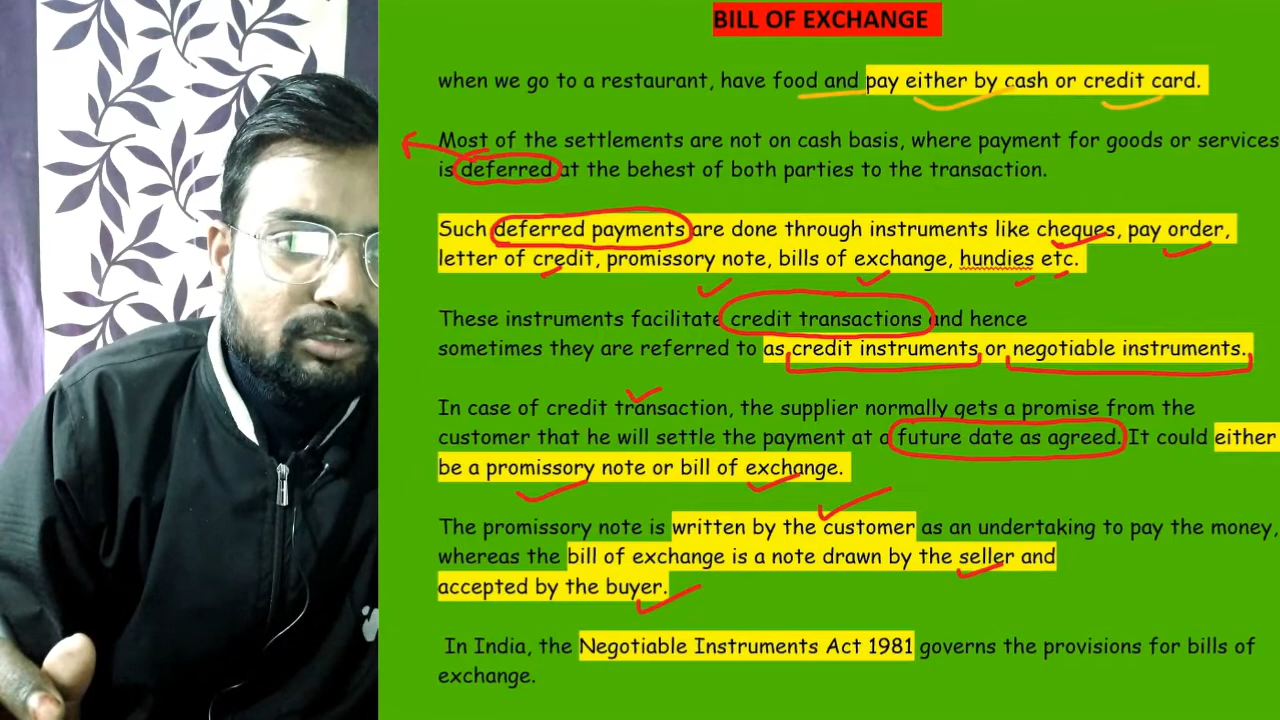 BILL OF EXCHANGE
when we go to a restaurant, have food and pay either by cash or credit card.
Most of the settlements are not on cash basis, where payment for goods or services
is deferred at the behest of both parties to the transaction.
Such deferred payments are done through instruments like cheques, pay order,
letter of credit, promissory note, bills of exchange, hundies etc.
These instruments facilitate credit transactions and hence
sometimes they are referred to as credit instruments or negotiable instruments.
In case of credit transaction, the supplier normally gets a promise from the
customer that he will settle the payment at a future date as agreed. It could either
be a promissory note or bill of exchange.
The promissory note is written by the customer as an undertaking to pay the money,
whereas the bill of exchange is a note drawn by the seller and
accepted by the buyer.
In India, the Negotiable Instruments Act 1981 governs the provisions for bills of
exchange.